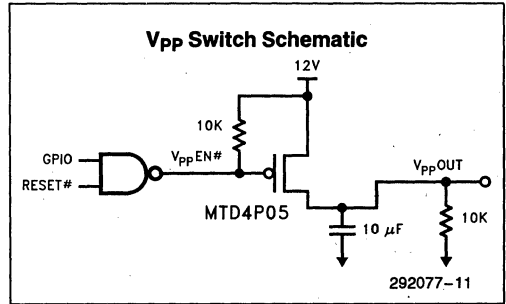 VPP Switch Schematic
12V
10K
GPIO
VPPEN#
RESET#
VPPOUT
MTD4P05
10 µF
10K
292077-11